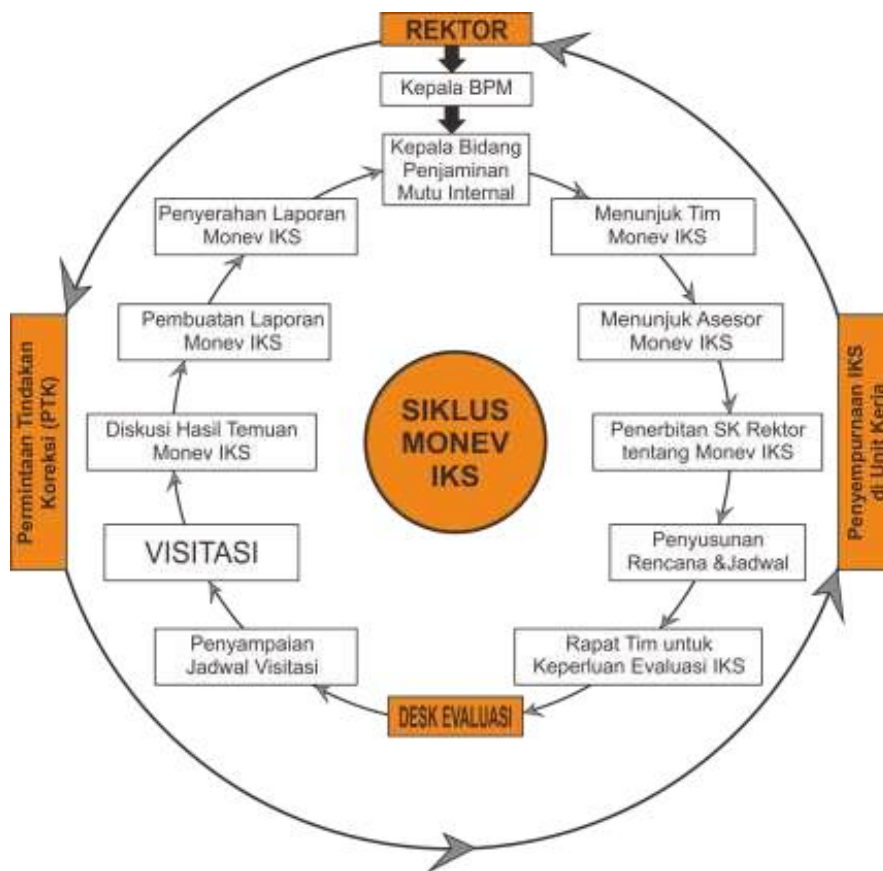 REKTOR
Kepala BPM
Kepala Bidang
Penjaminan
Mutu Internal
Menunjuk Tim
Monev IKS
Menunjuk Asesor
Monev IKS
Penerbitan SK Rektor
tentang Monev IKS
Penyusunan
Rencana &Jadwal
Rapat Tim untuk
Keperluan Evaluasi IKS
DESK EVALUASI
Penyampaian
Jadwal Visitasi
VISITASI
Diskusi Hasil Temuan
Monev IKS
Pembuatan Laporan
Monev IKS
Penyerahan Laporan
Monev IKS
SIKLUS
MONEV
IKS
Permintaan Tindakan
Koreksi (PTK)
Penyempurnaan IKS
di Unit Kerja